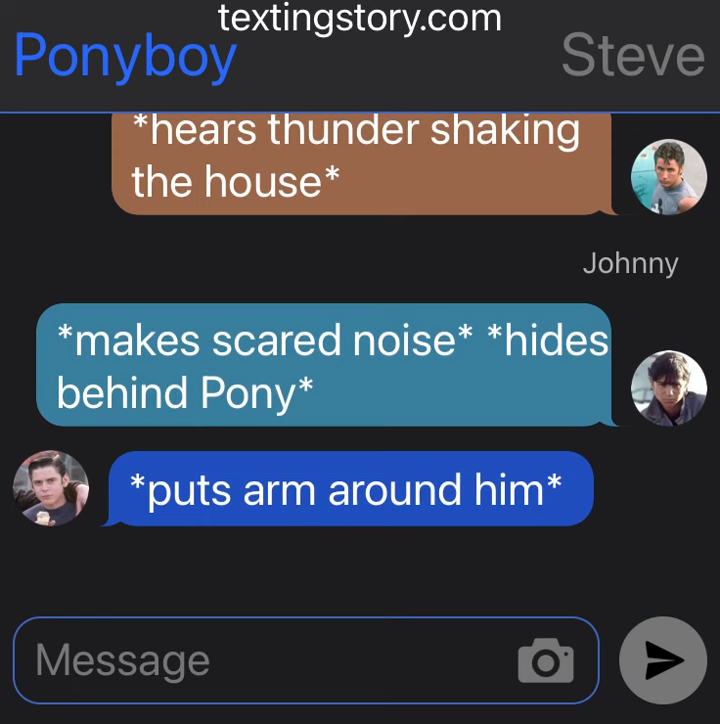 textingstory.com
Ponyboy
Steve
*hears thunder shaking
the house*
Johnny
*makes scared noise* *hides
behind Pony*
*puts arm around him*
Message